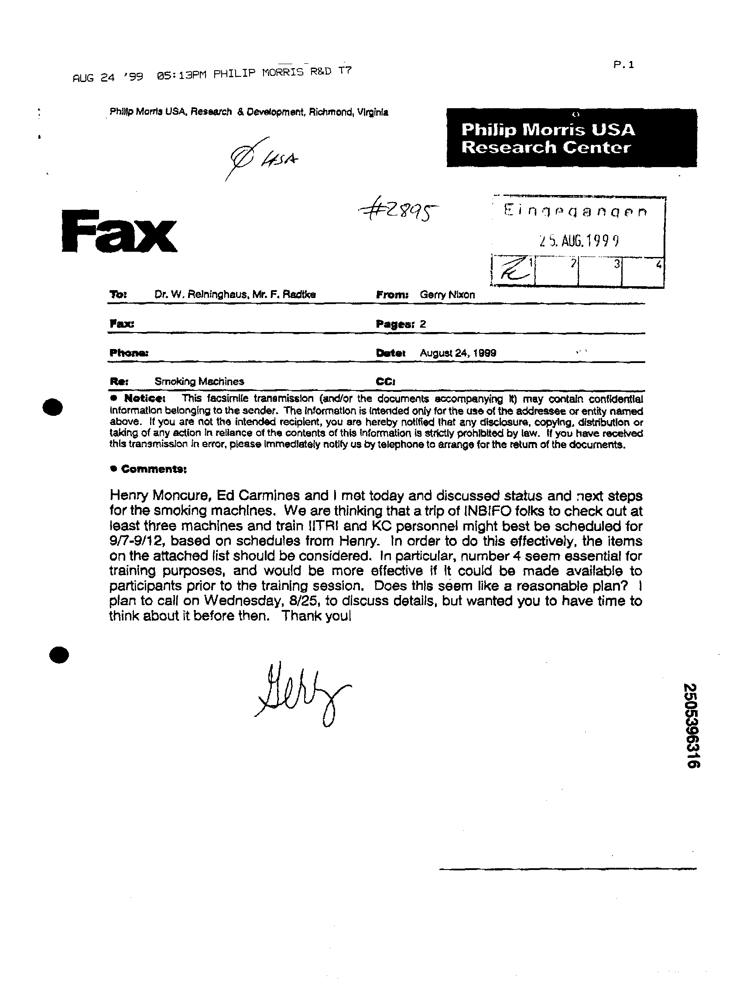 AUG 24 '99 05:13PM PHILIP MORRIS R&D T7
P.1
Philip Morris USA, Research & Development, Richmond, Virginia
Philip Morris USA
Research Center
USA
#2895
Eingegangen
25. AUG. 1999
1 2 3 4
Fax
To: Dr. W. Reininghaus, Mr. F. Radtke From: Gerry Nixon
Fax: Pages: 2
Phone: Date: August 24, 1999
Re: Smoking Machines CC:
• Notice: This facsimile transmission (and/or the documents accompanying it) may contain confidential
information belonging to the sender. The information is intended only for the use of the addressee or entity named
above. If you are not the intended recipient, you are hereby notified that any disclosure, copying, distribution or
taking of any action in reliance of the contents of this information is strictly prohibited by law. If you have received
this transmission in error, please immediately notify us by telephone to arrange for the return of the documents.
• Comments:
Henry Moncure, Ed Carmines and I met today and discussed status and next steps
for the smoking machines. We are thinking that a trip of INBIFO folks to check out at
least three machines and train IITRI and KC personnel might best be scheduled for
9/7-9/12, based on schedules from Henry. In order to do this effectively, the items
on the attached list should be considered. In particular, number 4 seem essential for
training purposes, and would be more effective if it could be made available to
participants prior to the training session. Does this seem like a reasonable plan? I
plan to call on Wednesday, 8/25, to discuss details, but wanted you to have time to
think about it before then. Thank you!
Gerry
2505396316